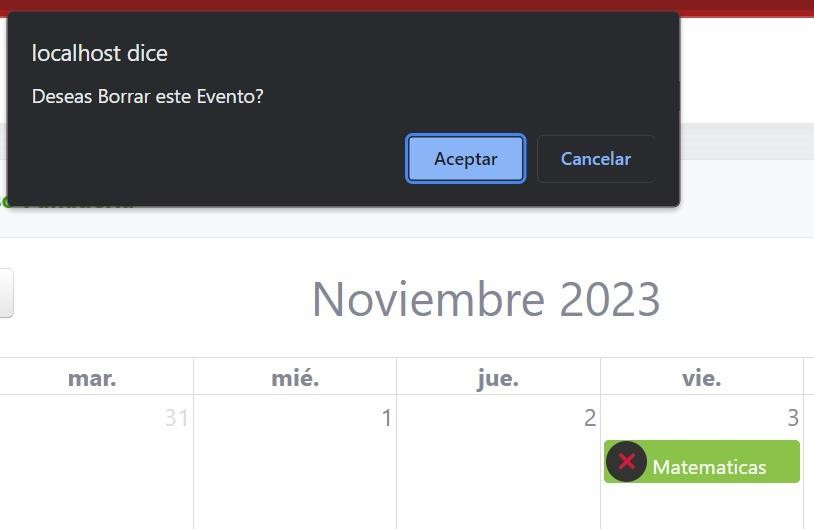 localhost dice
Deseas Borrar este Evento?
Aceptar Cancelar
Noviembre 2023
mar. mié. jue. vie.
31 1 2 3
Matematicas